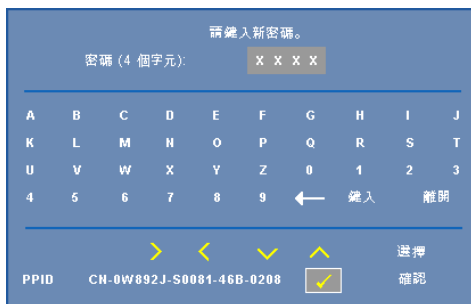 請鍵入新密碼。
密碼 (4 個字元): X X X X
A B C D E F G H I J
K L M N O P Q R S T
U V W X Y Z 0 1 2 3
4 5 6 7 8 9 ← 鍵入 離開
選擇
PPID CN-0W892J-S0081-46B-0208 ✓ 確認